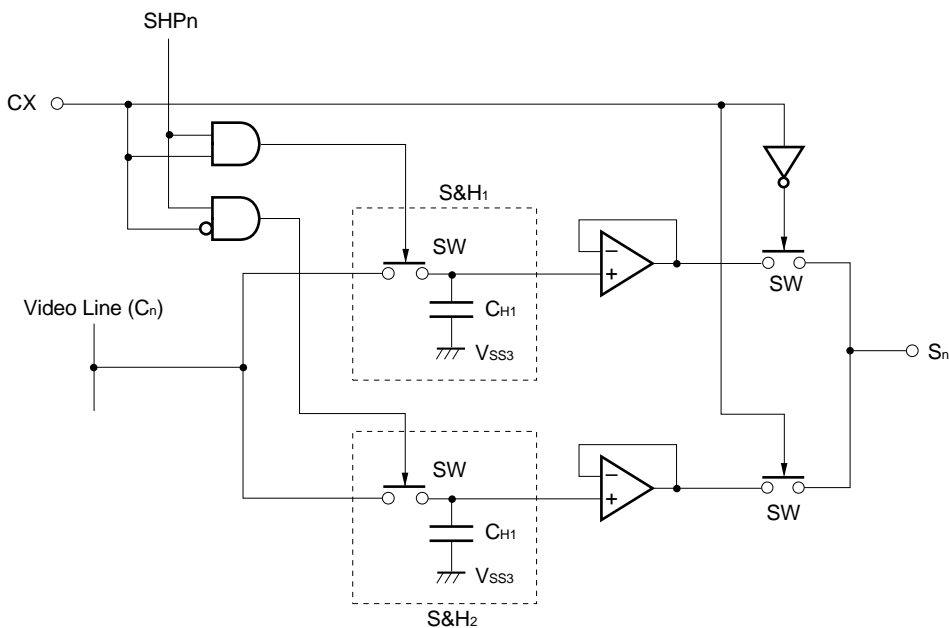 SHPn
CX
S&H1
SW
−
+
CH1
VSS3
SW
Video Line (Cn)
Sn
SW
−
+
CH1
VSS3
SW
S&H2